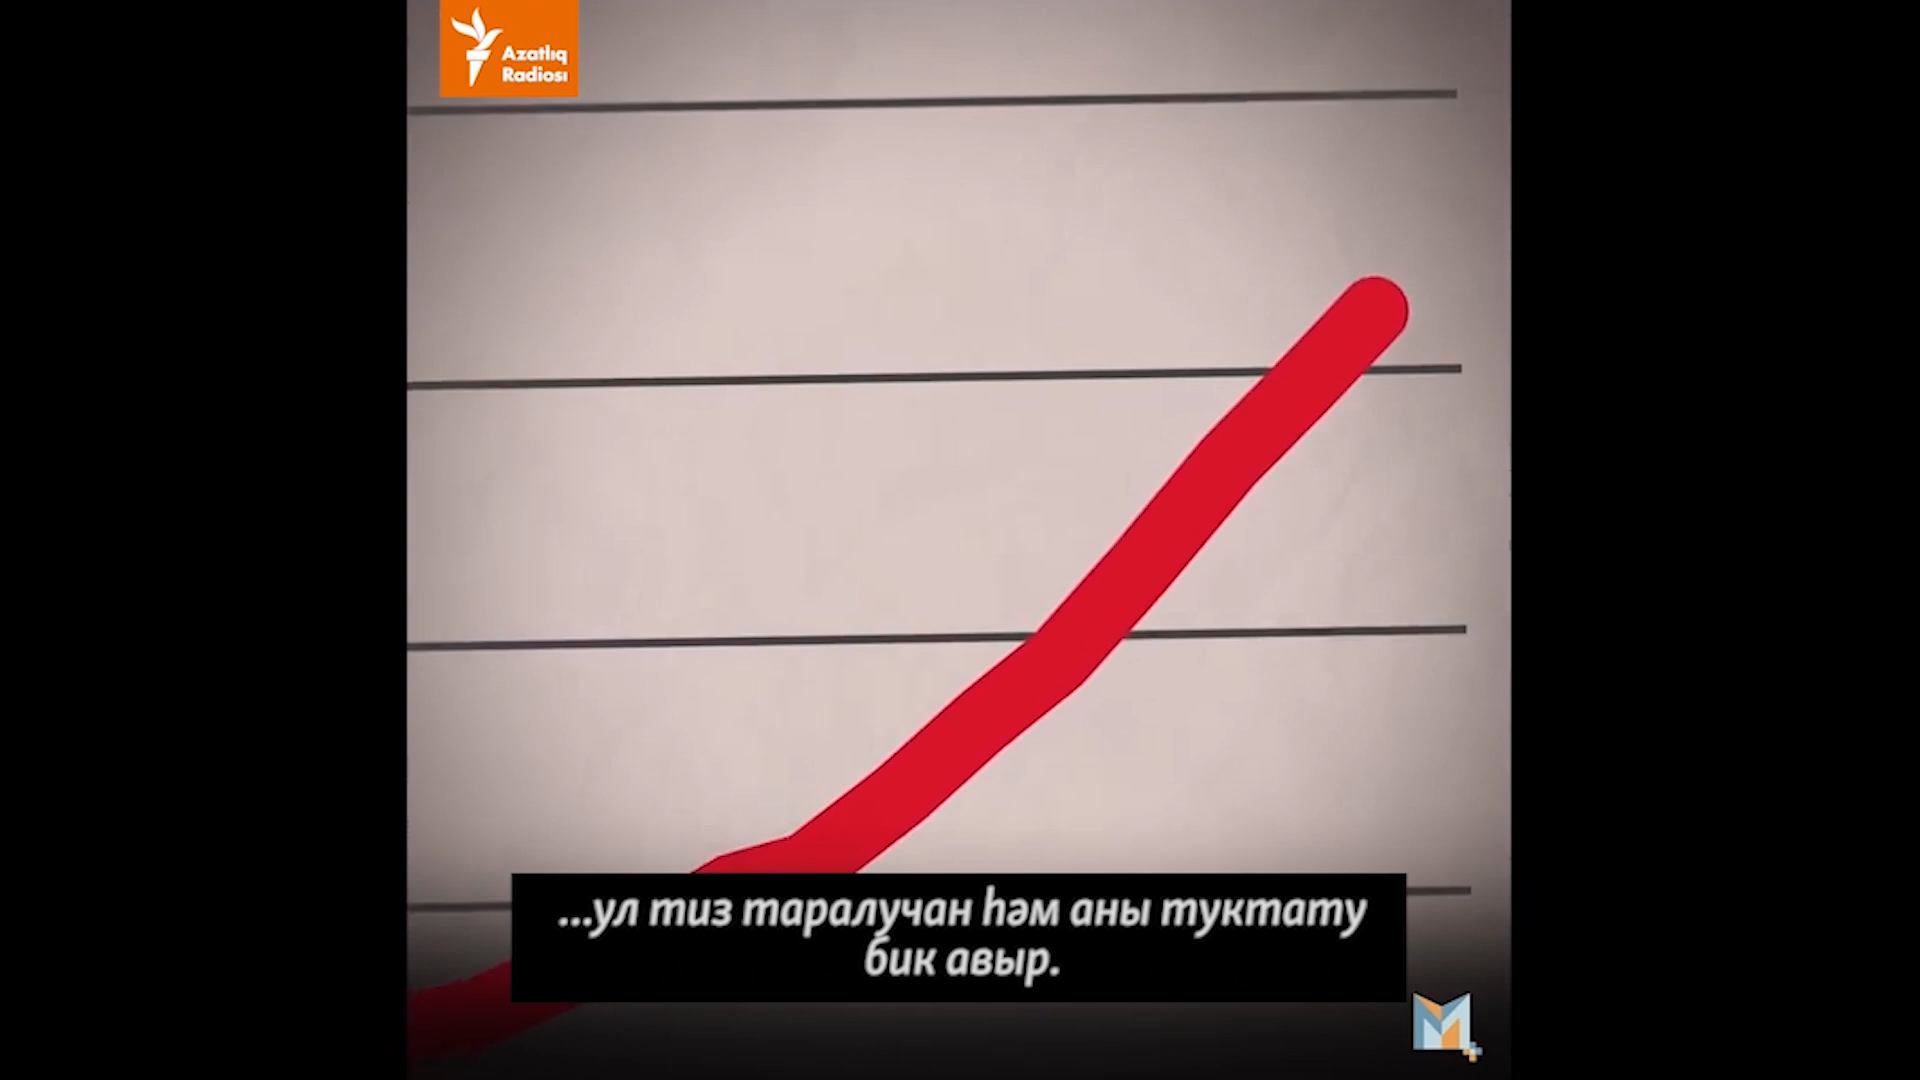 Azatlıq
Radiosı
...ул тиз таралучан һәм аны туктату
бик авыр.